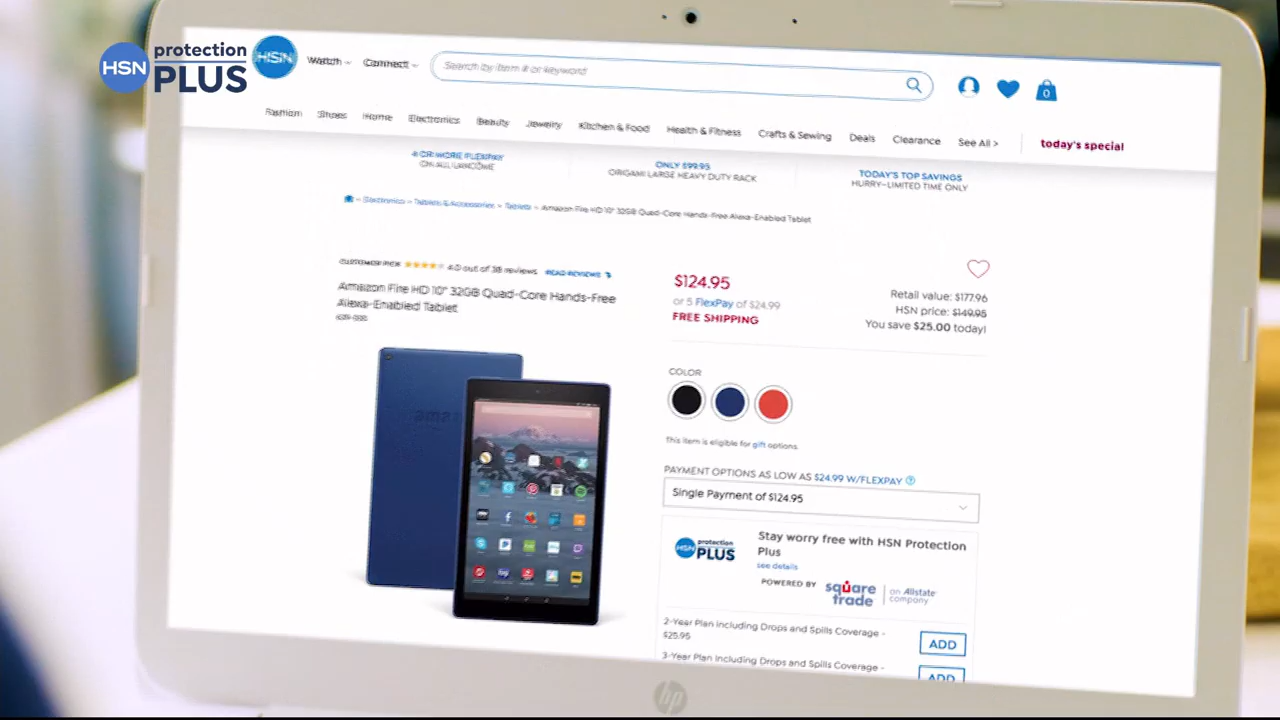 HSN protection PLUS
HSN Watch Connect Search by item # or keyword 0
Fashion Shoes Home Electronics Beauty Jewelry Kitchen & Food Health & Fitness Crafts & Sewing Deals Clearance See All > today's special
4 OR MORE FLEXPAY ONLY $99.95 TODAY'S TOP SAVINGS
ON ALL LANCOME ORIGAMI LARGE HEAVY DUTY RACK HURRY–LIMITED TIME ONLY
Electronics > Tablets & Accessories > Tablets > Amazon Fire HD 10" 32GB Quad-Core Hands-Free Alexa-Enabled Tablet
CUSTOMER PICK 4.0 out of 38 reviews READ REVIEWS
Amazon Fire HD 10" 32GB Quad-Core Hands-Free
Alexa-Enabled Tablet
$124.95
or 5 FlexPay of $24.99
FREE SHIPPING
Retail value: $177.96
HSN price: $149.95
You save $25.00 today!
COLOR
This item is eligible for gift options.
PAYMENT OPTIONS AS LOW AS $24.99 W/FLEXPAY ?
Single Payment of $124.95
HSN protection PLUS
Stay worry free with HSN Protection
Plus
see details
POWERED BY square trade an Allstate company
2-Year Plan Including Drops and Spills Coverage -
$25.95
ADD
3-Year Plan Including Drops and Spills Coverage -
ADD
hp